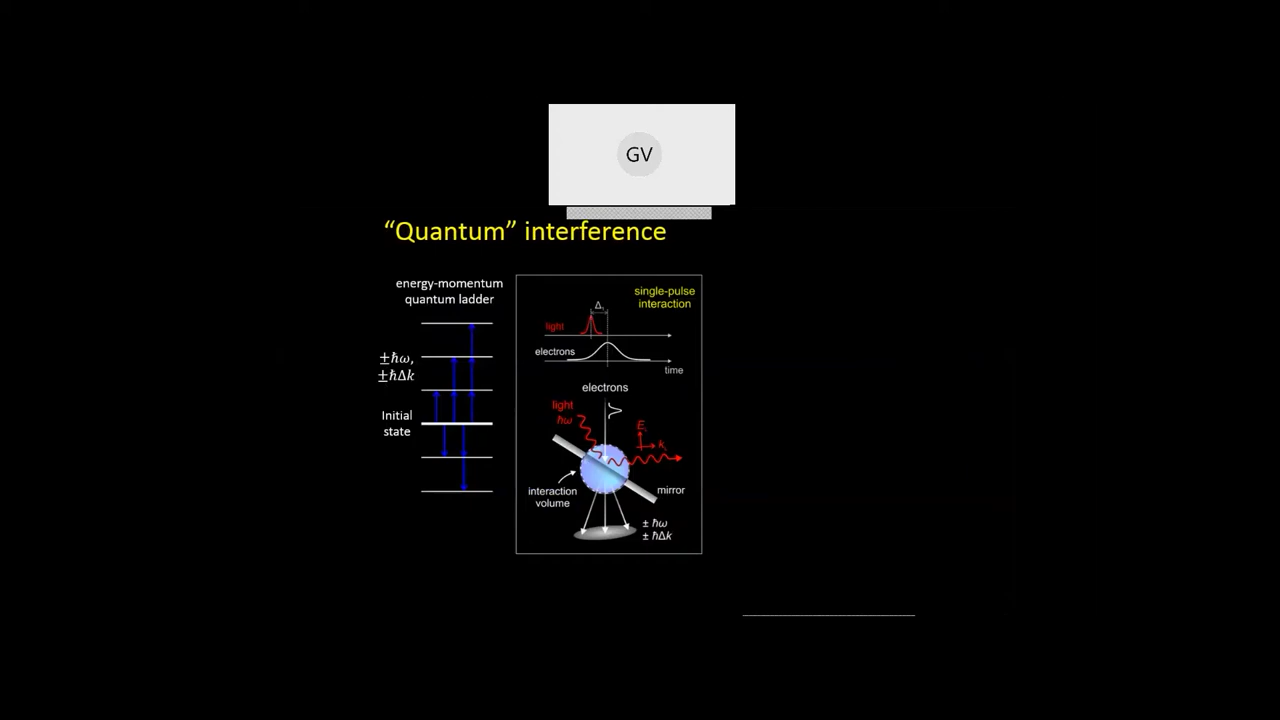 GV
“Quantum” interference
energy-momentum
quantum ladder
±ℏω,
±ℏΔk
Initial
state
single-pulse
interaction
Δ
light
electrons
time
electrons
light
ℏω
E
k
interaction
volume
mirror
± ℏω
± ℏΔk